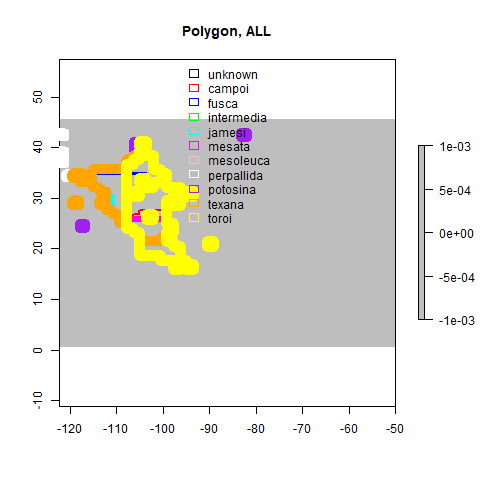 Polygon, ALL
unknown
campoi
fusca
intermedia
jamesi
mesata
mesoleuca
perpallida
potosina
texana
toroi
50
40
30
20
10
0
-10
-120
-110
-100
-90
-80
-70
-60
-50
1e-03
5e-04
0e+00
-5e-04
-1e-03